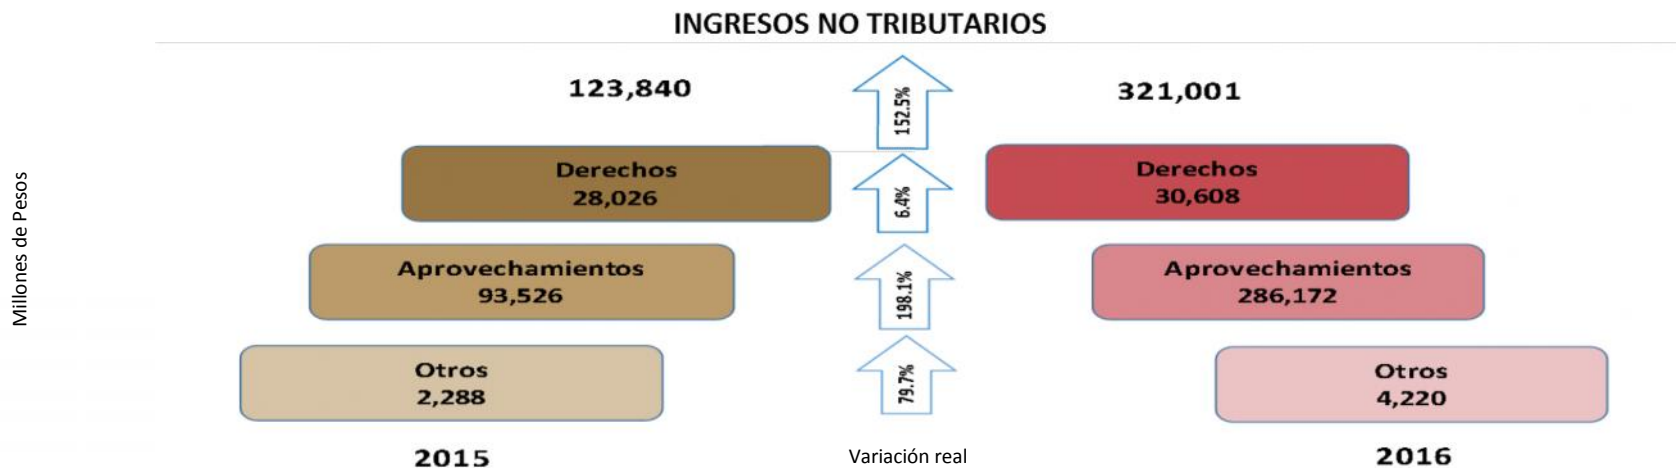 INGRESOS NO TRIBUTARIOS
123,840
152.5%
321,001
Derechos
28,026
6.4%
Derechos
30,608
Aprovechamientos
93,526
198.1%
Aprovechamientos
286,172
Otros
2,288
79.7%
Otros
4,220
2015
Variación real
2016
Millones de Pesos